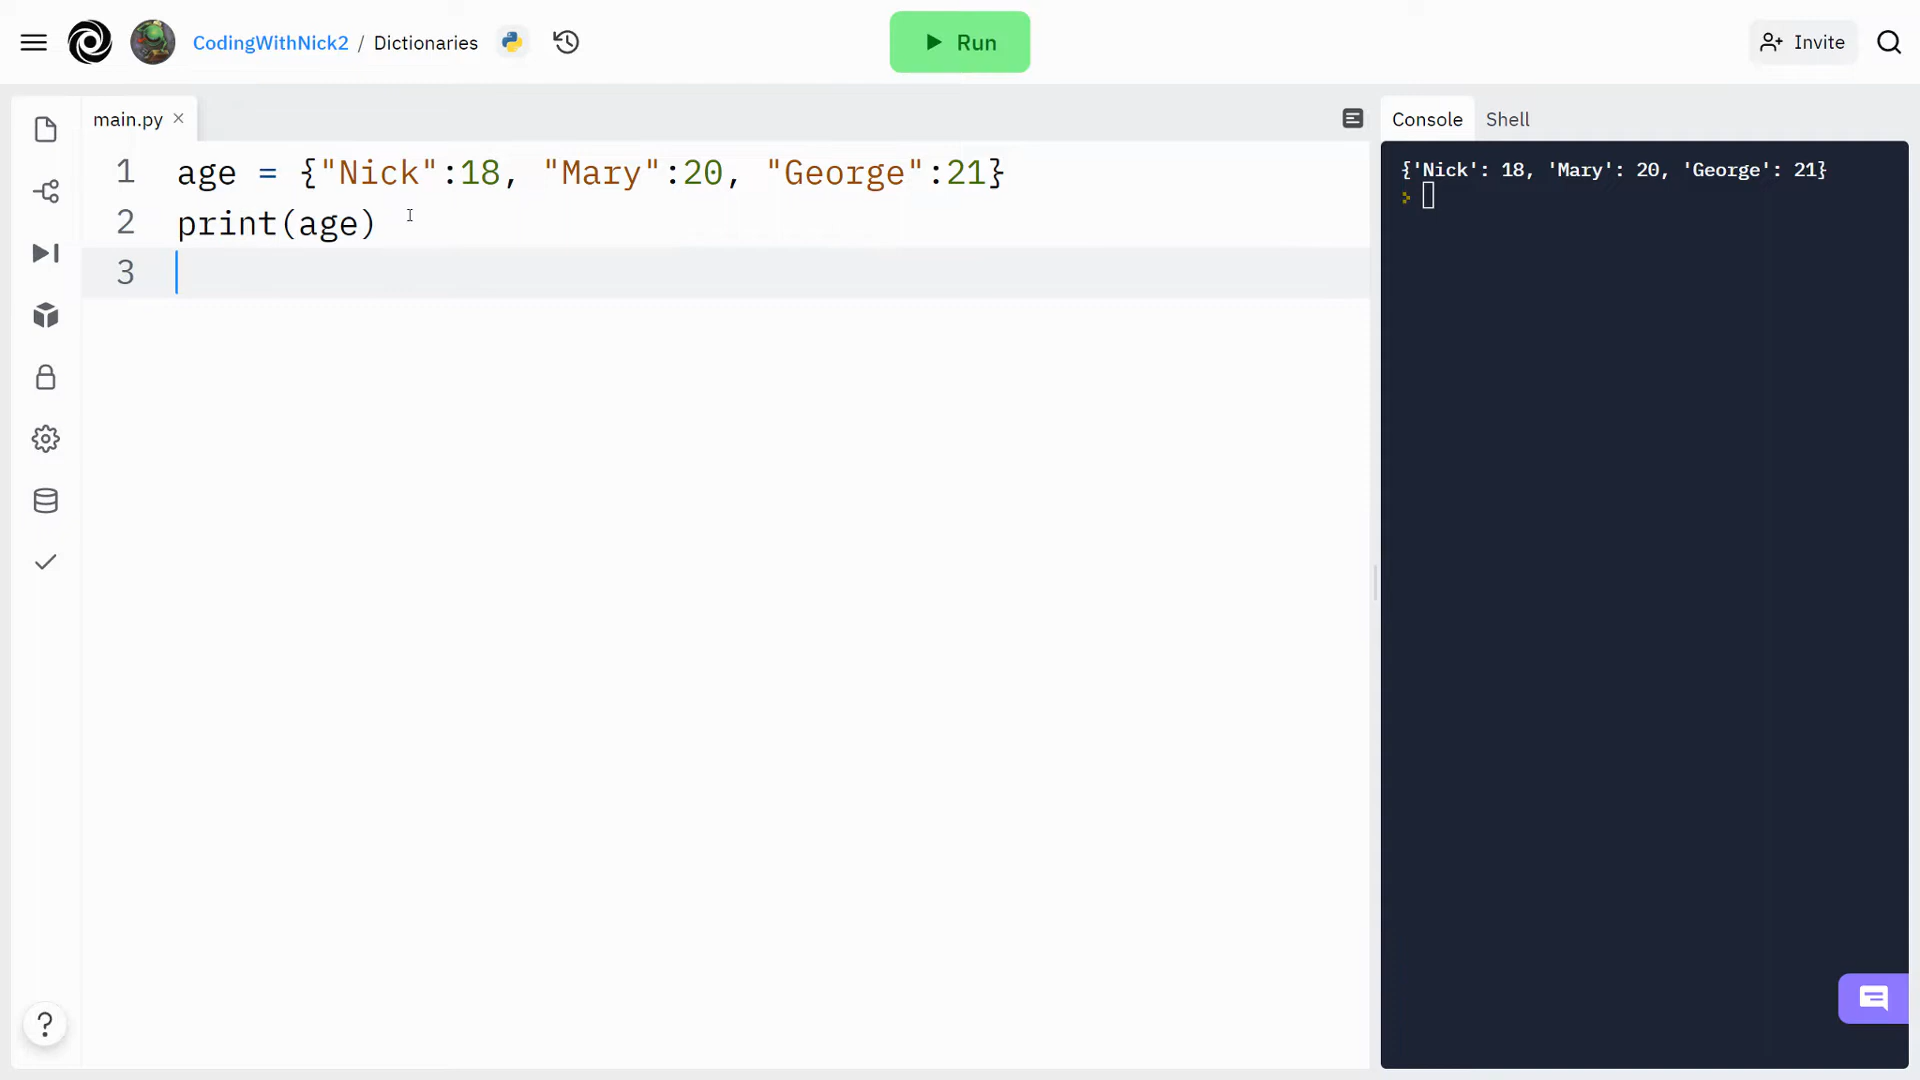 CodingWithNick2 / Dictionaries
Run
Invite
main.py
Console
Shell
1 age = {"Nick":18, "Mary":20, "George":21}
2 print(age)
3
{'Nick': 18, 'Mary': 20, 'George': 21}
?